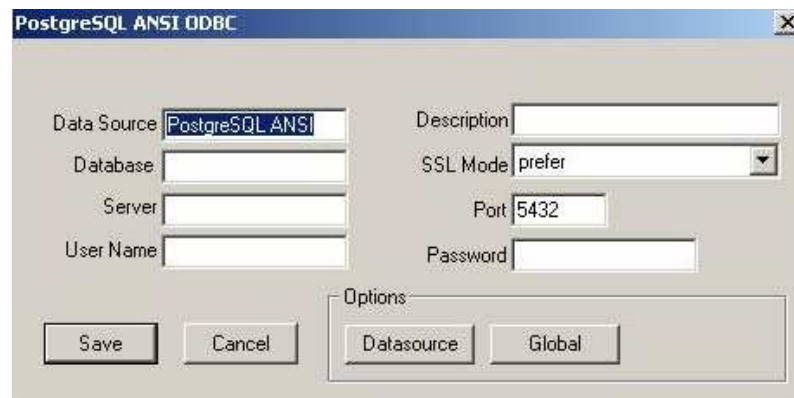 PostgreSQL ANSI ODBC
Data Source PostgreSQL ANSI
Description
Database
SSL Mode prefer
Server
Port 5432
User Name
Password
Options
Save
Cancel
Datasource
Global